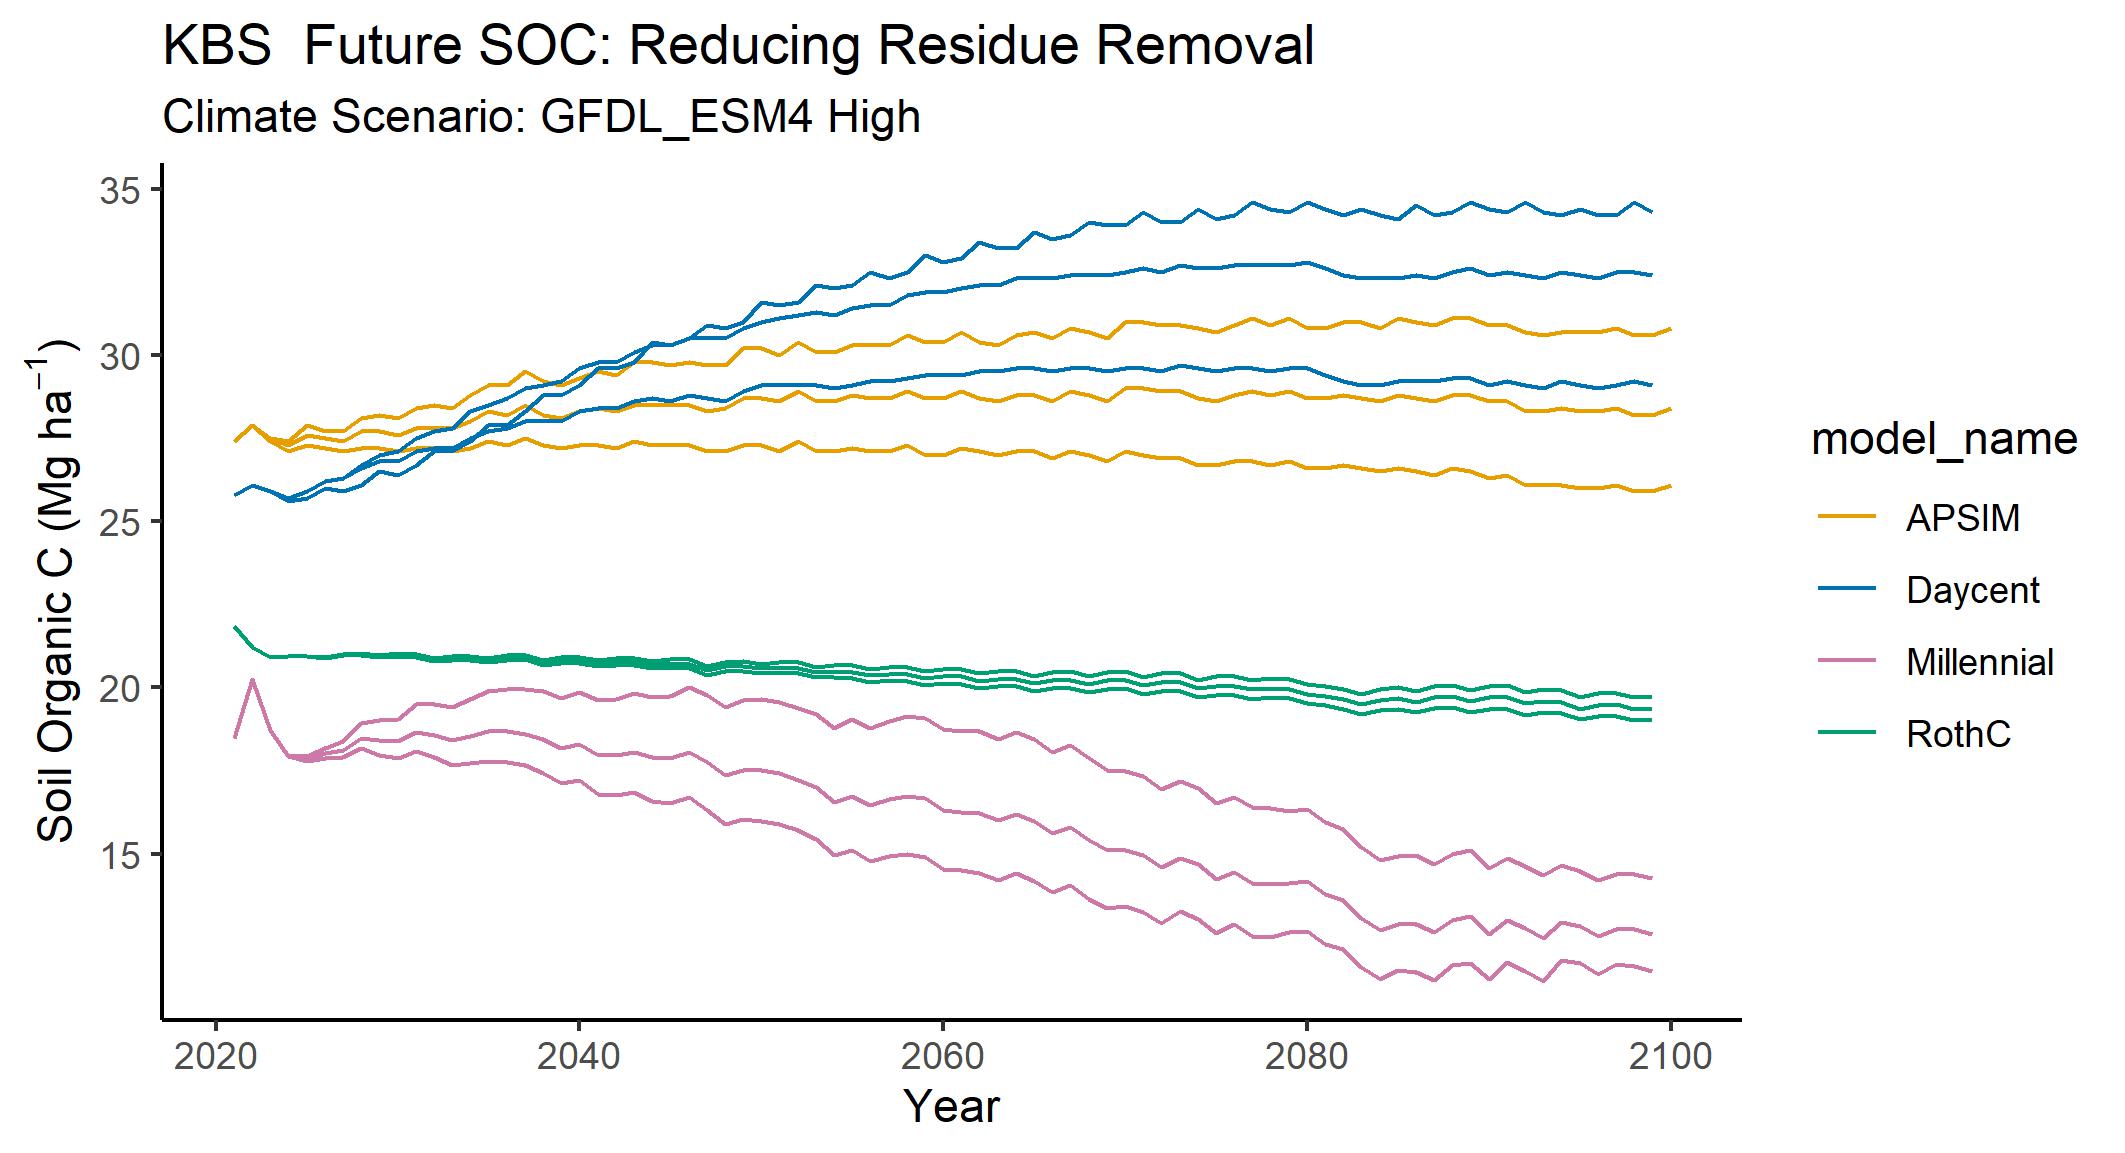 KBS  Future SOC: Reducing Residue Removal
Climate Scenario: GFDL_ESM4 High
Soil Organic C (Mg ha⁻¹)
35
30
25
20
15
2020 2040 2060 2080 2100
Year
model_name
APSIM
Daycent
Millennial
RothC